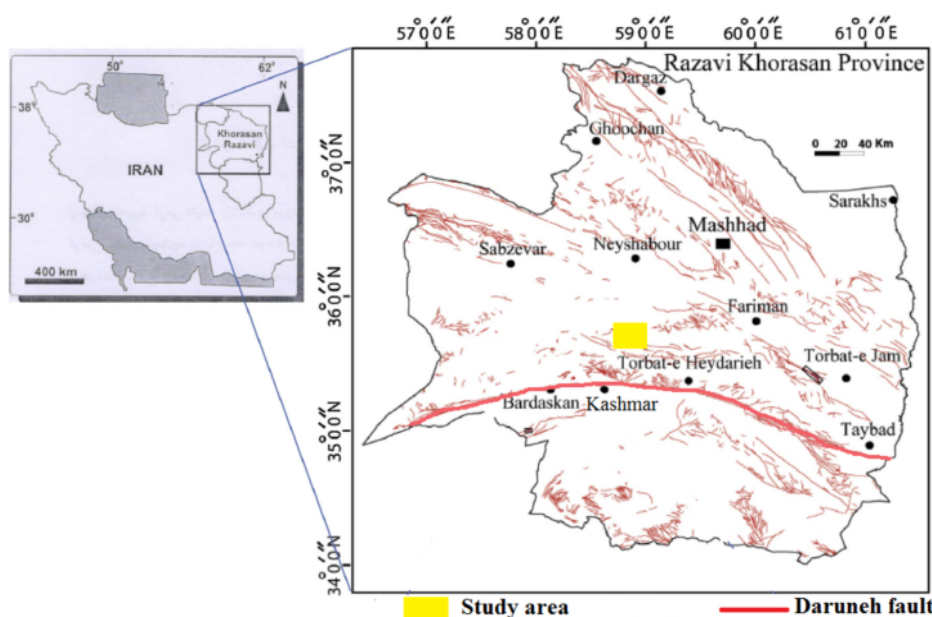 50
62
N
38
Khorasan
Razavi
IRAN
30
400 km
57°0'0"
58°0'0"
59°0'0"
60°0'0"
61°0'0"
Razavi Khorasan Province
Dargaz
Ghoochan
0 20 40 Km
37°0'0"N
Sarakhs
Mashhad
Sabzevar
Neyshabour
36°0'0"N
Fariman
Torbat-e Heydarieh
Torbat-e Jam
Bardaskan
Kashmar
35°0'0"N
Taybad
34°0'0"N
Study area
Daruneh fault